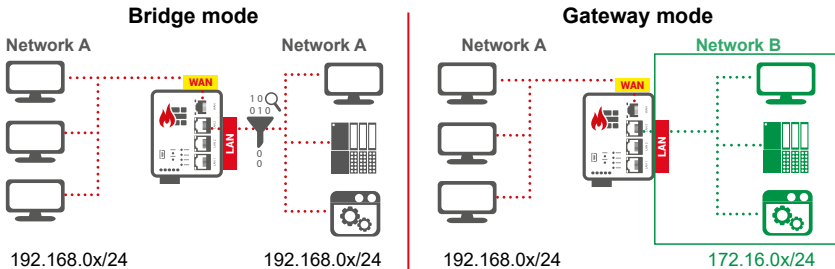 Bridge mode
Network A
Network A
WAN
LAN
10
010
0
0
192.168.0x/24
192.168.0x/24
Gateway mode
Network A
Network B
WAN
LAN
192.168.0x/24
172.16.0x/24